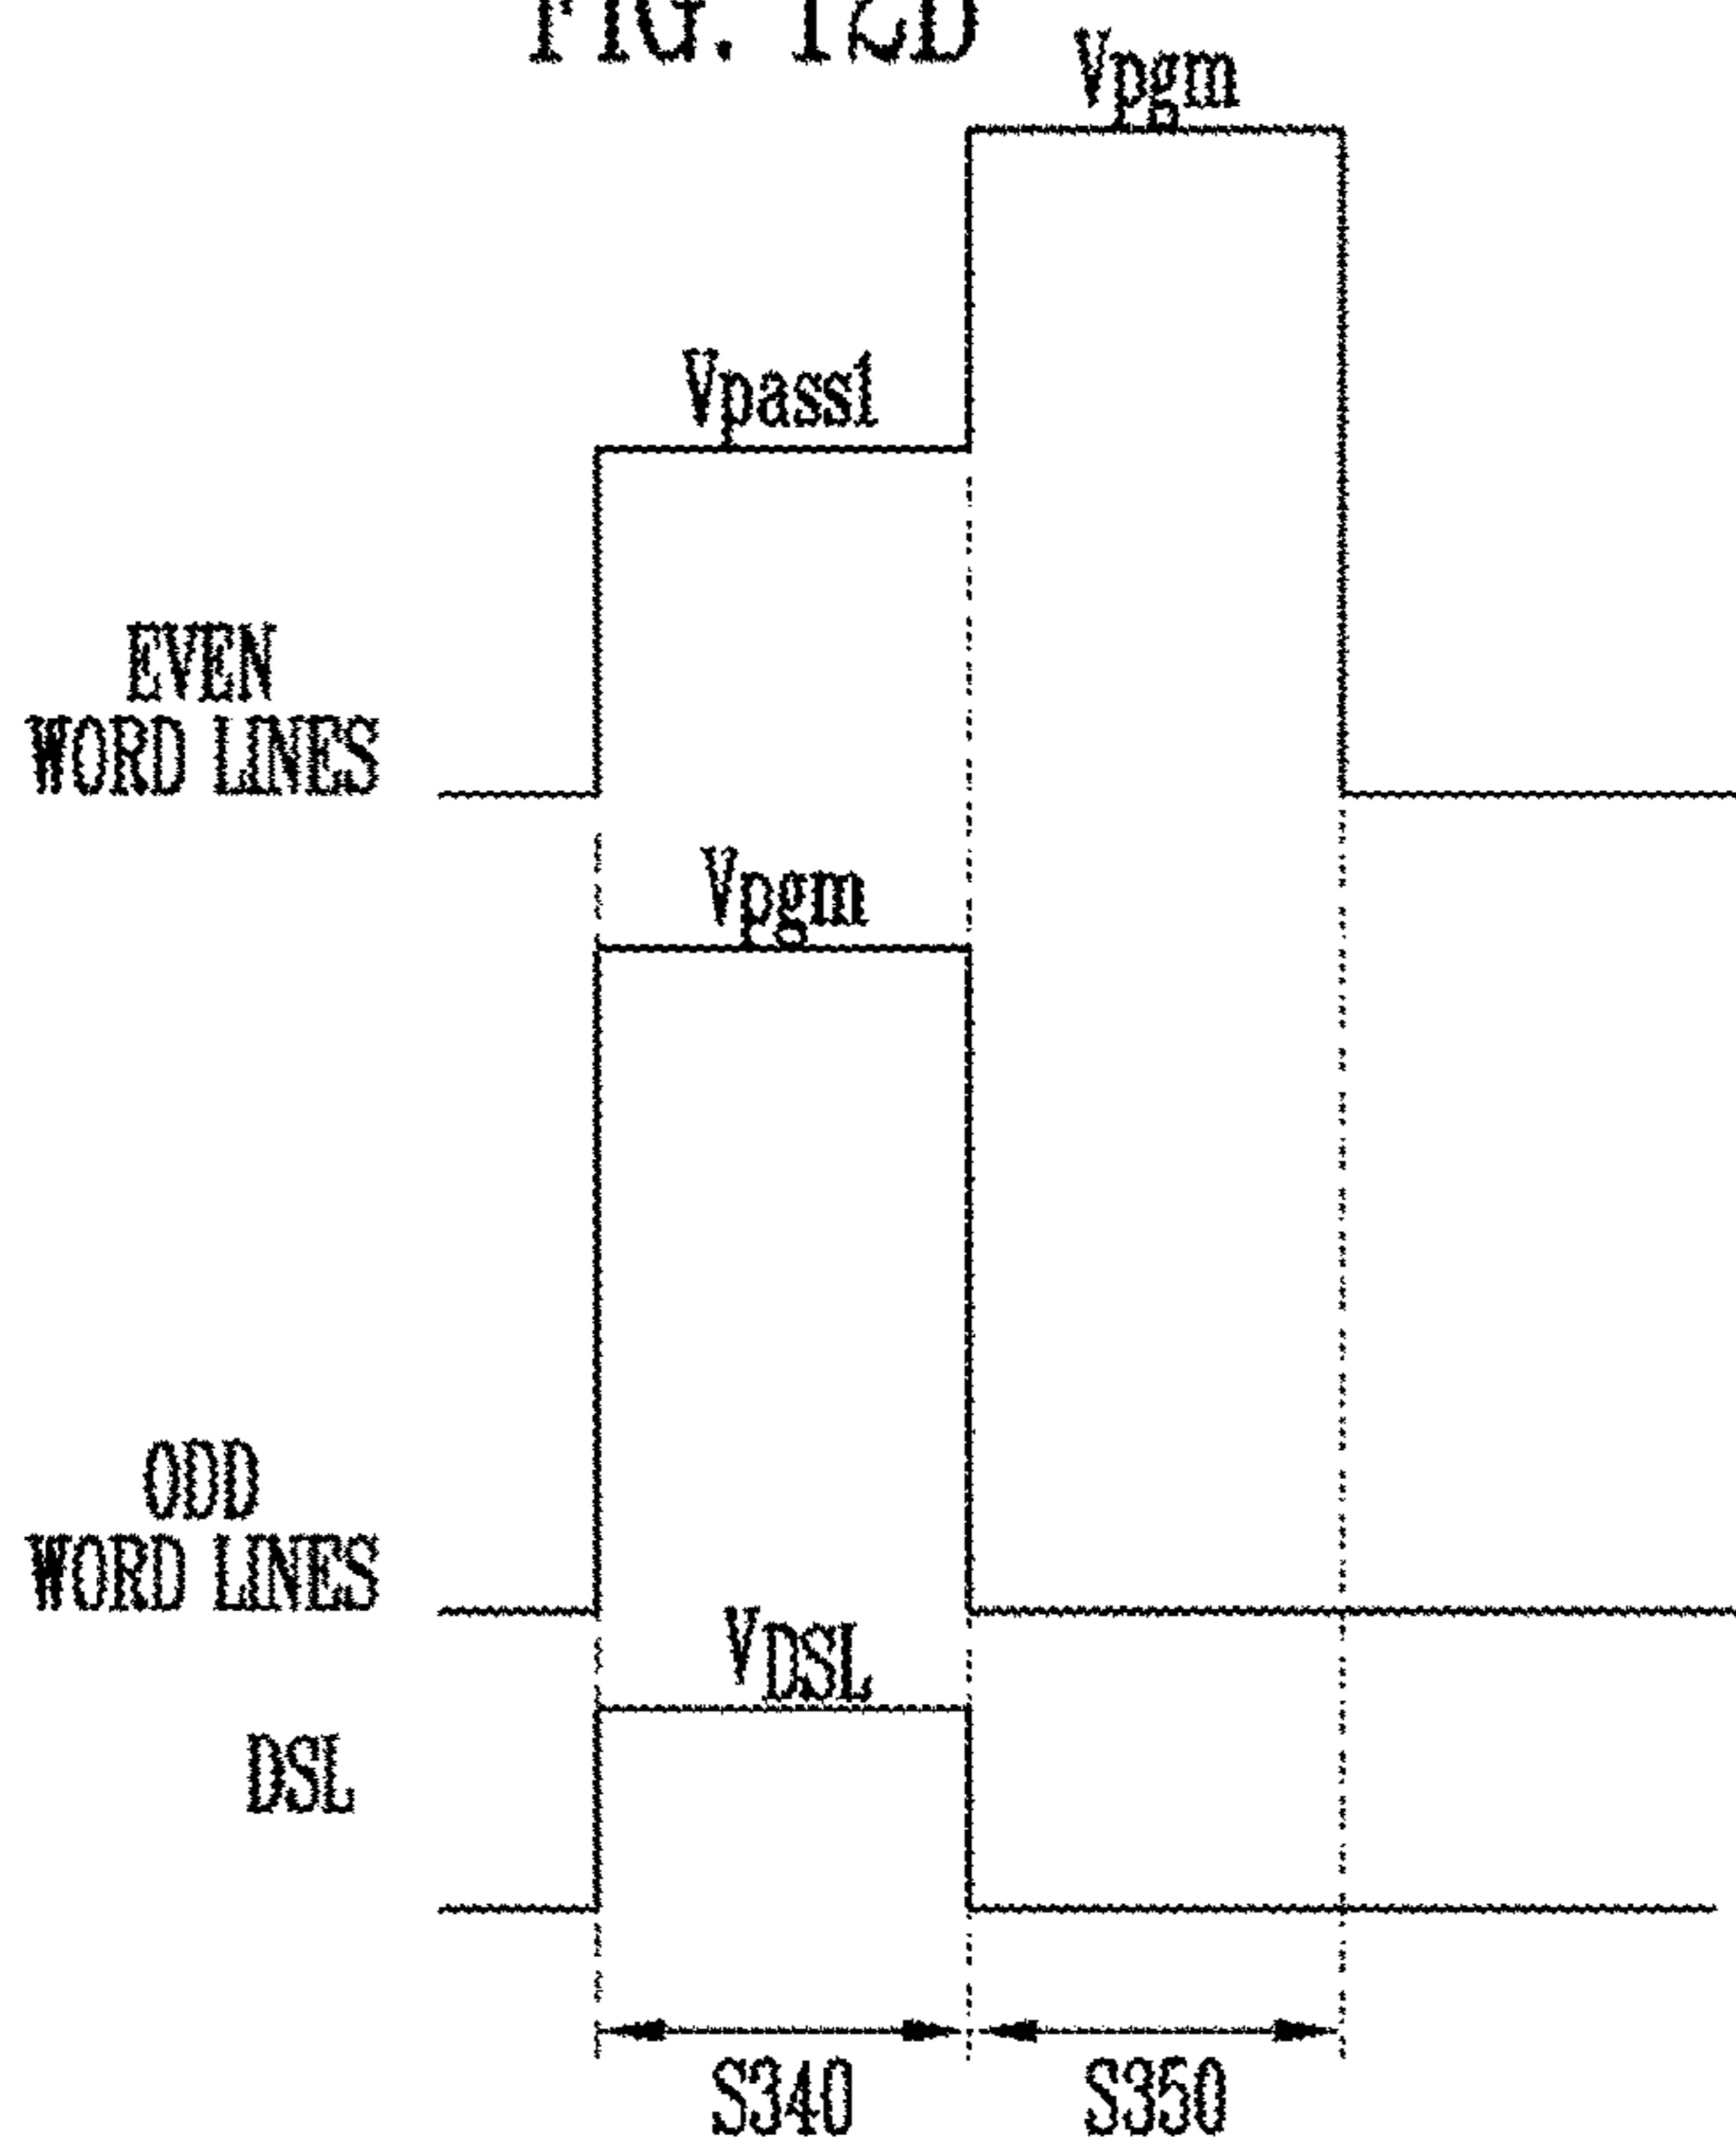 FIG. 12D
Vpgm
Vpass1
EVEN
WORD LINES
Vpgm
ODD
WORD LINES
VDSL
DSL
S340
S350